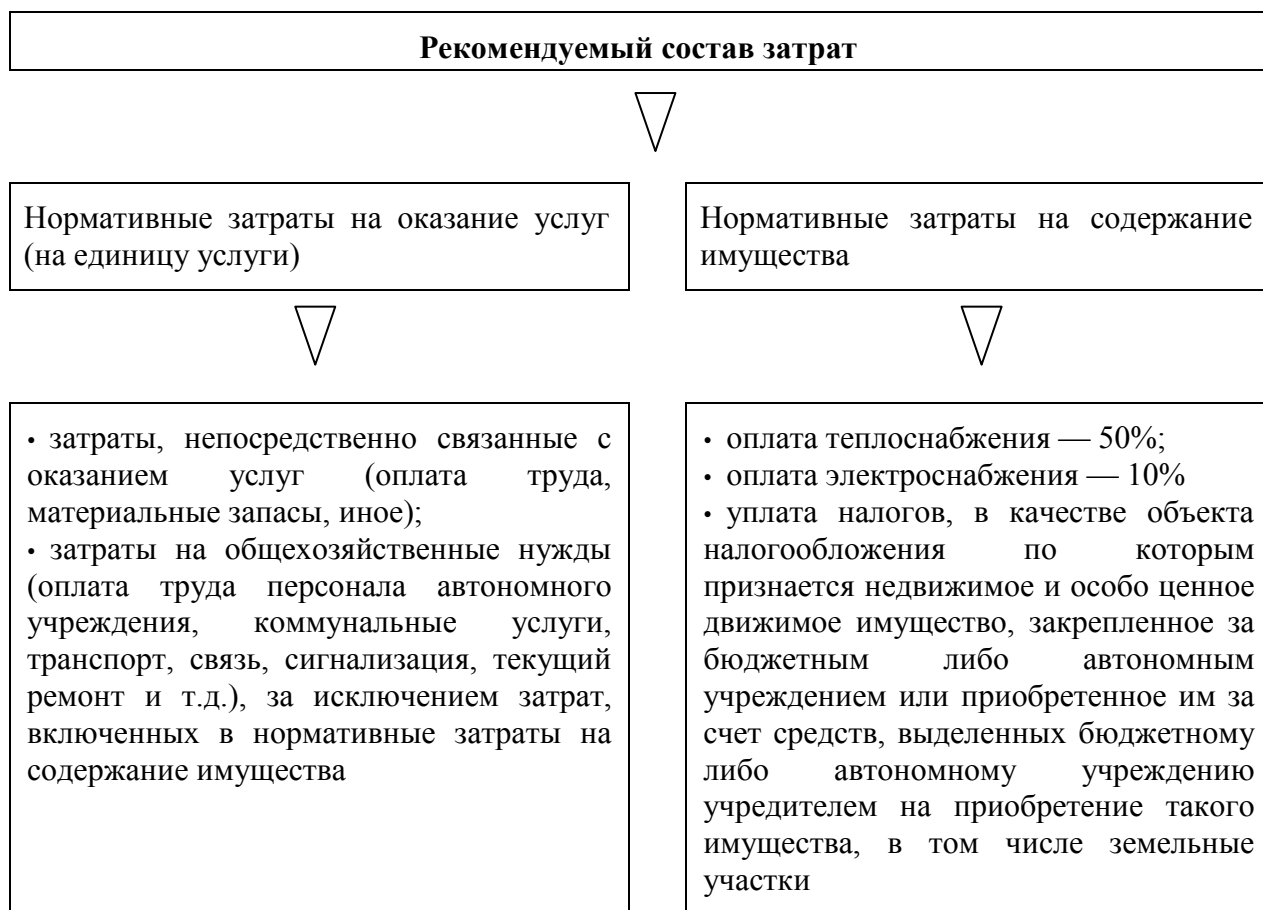 Рекомендуемый состав затрат
Нормативные затраты на оказание услуг
(на единицу услуги)
Нормативные затраты на содержание
имущества
• затраты, непосредственно связанные с
оказанием услуг (оплата труда,
материальные запасы, иное);
• затраты на общехозяйственные нужды
(оплата труда персонала автономного
учреждения, коммунальные услуги,
транспорт, связь, сигнализация, текущий
ремонт и т.д.), за исключением затрат,
включенных в нормативные затраты на
содержание имущества
• оплата теплоснабжения — 50%;
• оплата электроснабжения — 10%
• уплата налогов, в качестве объекта
налогообложения по которым
признается недвижимое и особо ценное
движимое имущество, закрепленное за
бюджетным либо автономным
учреждением или приобретенное им за
счет средств, выделенных бюджетному
либо автономному учреждению
учредителем на приобретение такого
имущества, в том числе земельные
участки